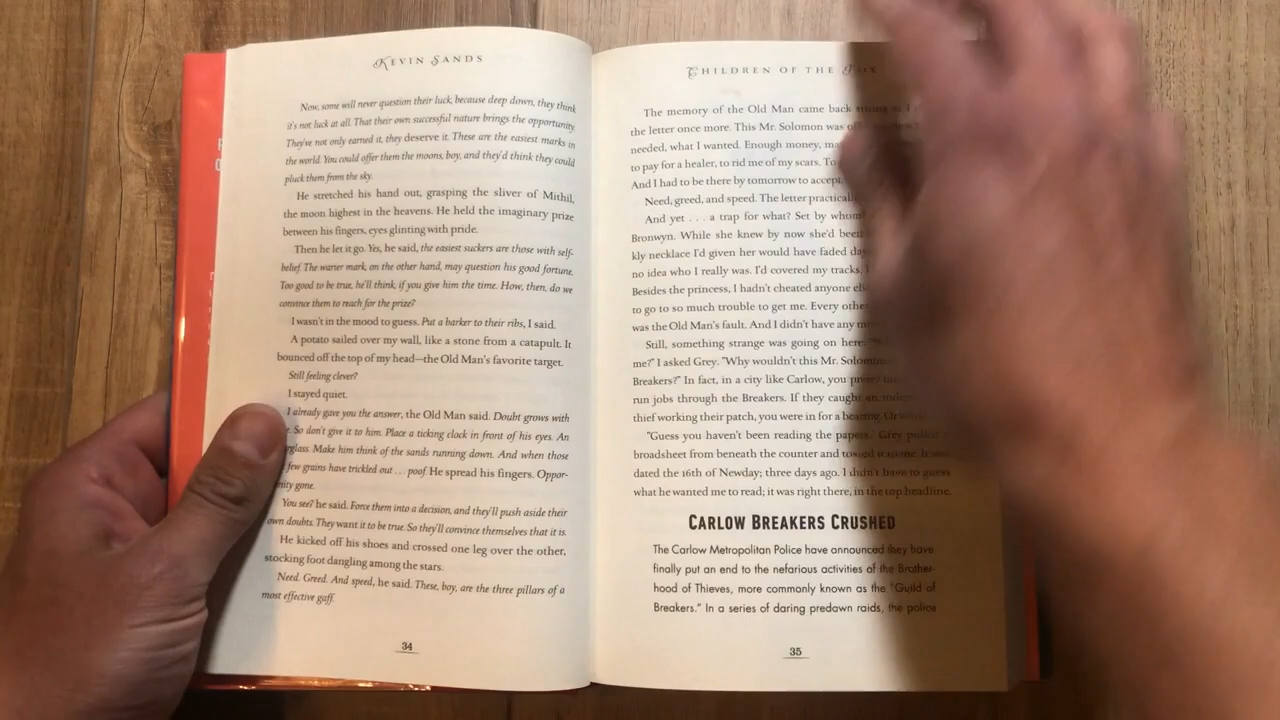 KEVIN SANDS
Now, some will never question their luck, because deep down, they think
it's not luck at all. That their own successful nature brings the opportunity.
They've not only earned it, they deserve it. These are the easiest marks in
the world. You could offer them the moons, boy, and they'd think they could
pluck them from the sky.
He stretched his hand out, grasping the sliver of Mithil,
the moon highest in the heavens. He held the imaginary prize
between his fingers, eyes glinting with pride.
Then he let it go. Yes, he said, the easiest suckers are those with self-
belief. The warier mark, on the other hand, may question his good fortune.
Too good to be true, he'll think, if you give him the time. How, then, do we
convince them to reach for the prize?
I wasn't in the mood to guess. Put a barker to their ribs, I said.
A potato sailed over my wall, like a stone from a catapult. It
bounced off the top of my head—the Old Man's favorite target.
Still feeling clever?
I stayed quiet.
I already gave you the answer, the Old Man said. Doubt grows with
So don't give it to him. Place a ticking clock in front of his eyes. An
Make him think of the sands running down. And when those
few grains have trickled out . . . poof. He spread his fingers. Oppor-
gone.
You see? he said. Force them into a decision, and they'll push aside their
own doubts. They want it to be true. So they'll convince themselves that it is.
He kicked off his shoes and crossed one leg over the other,
stocking foot dangling among the stars.
Need. Greed. And speed, he said. These, boy, are the three pillars of a
most effective gaff.
34
CHILDREN OF THE FOX
The memory of the Old Man came back strong as I
the letter once more. This Mr. Solomon was
needed, what I wanted. Enough money,
to pay for a healer, to rid me of my scars.
And I had to be there by tomorrow to accept.
Need, greed, and speed. The letter practically
And yet . . . a trap for what? Set by whom?
Bronwyn. While she knew by now she'd been
kly necklace I'd given her would have faded
no idea who I really was. I'd covered my tracks,
Besides the princess, I hadn't cheated anyone
to go to so much trouble to get me. Every other
was the Old Man's fault. And I didn't have any
Still, something strange was going on here.
me?" I asked Grey. "Why wouldn't this Mr. Solomon
Breakers?" In fact, in a city like Carlow, you pretty
run jobs through the Breakers. If they caught an
thief working their patch, you were in for a beating. Or
"Guess you haven't been reading the papers." Grey pulled a
broadsheet from beneath the counter and tossed it to me. It was
dated the 16th of Newday; three days ago. I didn't have to guess
what he wanted me to read; it was right there, in the top headline.
CARLOW BREAKERS CRUSHED
The Carlow Metropolitan Police have announced they have
finally put an end to the nefarious activities of the Brother-
hood of Thieves, more commonly known as the "Guild of
Breakers." In a series of daring predawn raids, the police
35